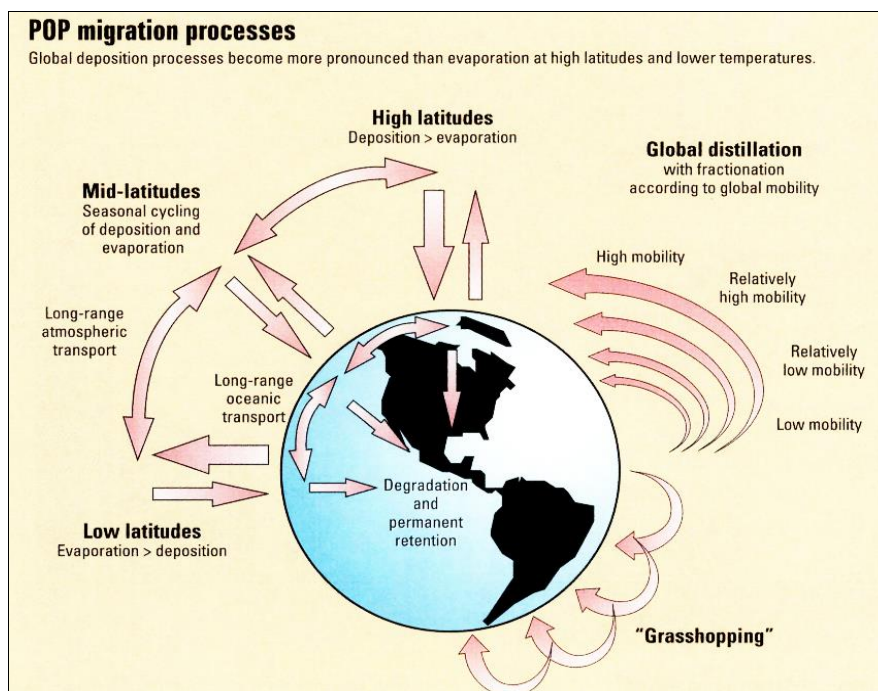 POP migration processes
Global deposition processes become more pronounced than evaporation at high latitudes and lower temperatures.
High latitudes
Deposition > evaporation
Global distillation
with fractionation
according to global mobility
Mid-latitudes
Seasonal cycling
of deposition and
evaporation
High mobility
Relatively
high mobility
Long-range
atmospheric
transport
Relatively
low mobility
Long-range
oceanic
transport
Low mobility
Degradation
and
permanent
retention
Low latitudes
Evaporation > deposition
"Grasshopping"